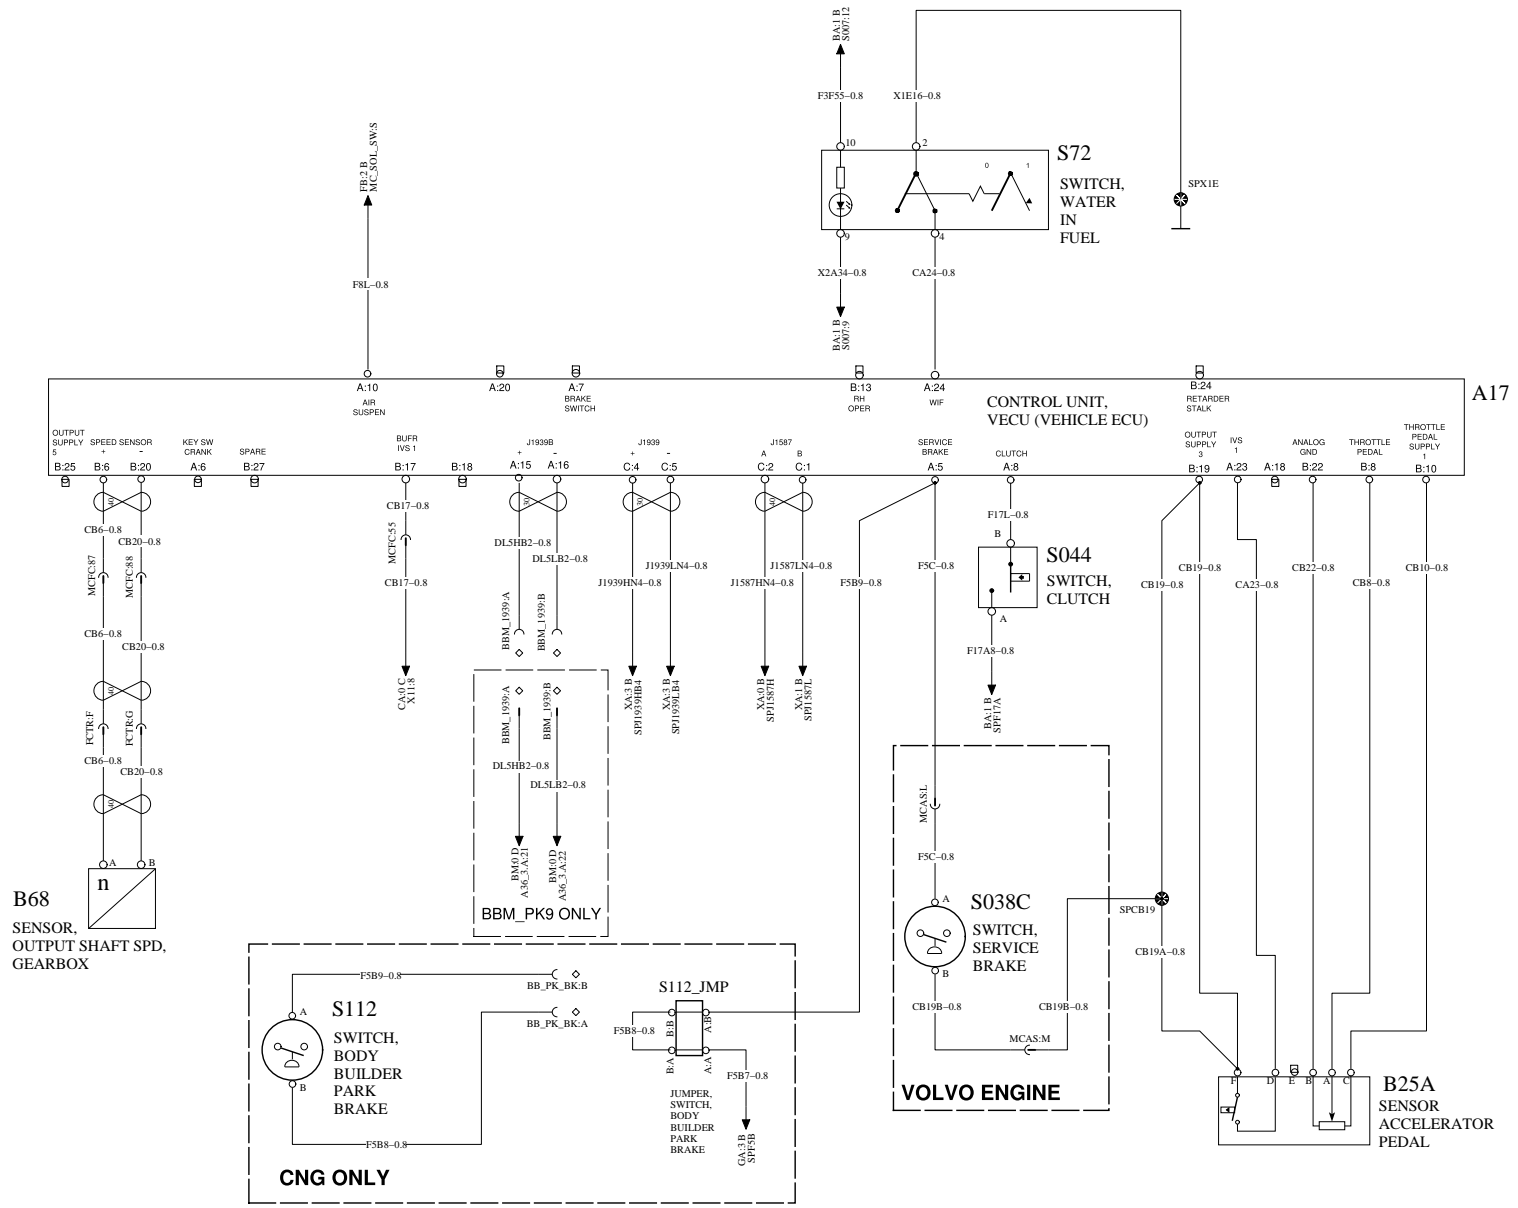 BA:1 B
S007:12
F3F55–0.8
X1E16–0.8
10
2
S72
SWITCH,
WATER
IN
FUEL
0
1
SPX1E
9
4
X2A34–0.8
CA24–0.8
BA:1 B
S007:9
FB:2 B
MC_SOL_SW:S
F8L–0.8
A:10
AIR
SUSPEN
A:20
A:7
BRAKE
SWITCH
B:13
RH
OPER
A:24
WIF
CONTROL UNIT,
VECU (VEHICLE ECU)
B:24
RETARDER
STALK
A17
OUTPUT
SUPPLY
5
B:25
SPEED SENSOR
+
–
B:6
B:20
KEY SW
CRANK
A:6
SPARE
B:27
BUFR
IVS 1
B:17
B:18
J1939B
+
–
A:15
A:16
J1939
+
–
C:4
C:5
J1587
A
B
C:2
C:1
SERVICE
BRAKE
A:5
CLUTCH
A:8
OUTPUT
SUPPLY
3
B:19
IVS
1
A:23
A:18
ANALOG
GND
B:22
THROTTLE
PEDAL
B:8
THROTTLE
PEDAL
SUPPLY
1
B:10
40
CB6–0.8
CB20–0.8
MCFC:87
MCFC:88
CB6–0.8
CB20–0.8
40
FCTR:F
FCTR:G
CB6–0.8
CB20–0.8
40
A
B
n
B68
SENSOR,
OUTPUT SHAFT SPD,
GEARBOX
CB17–0.8
MCFC:55
CB17–0.8
CA:0 C
X11:8
30
DL5HB2–0.8
DL5LB2–0.8
BBM_1939:A
BBM_1939:B
BBM_1939:A
BBM_1939:B
DL5HB2–0.8
DL5LB2–0.8
BM:0 D
A36_3.A:21
BM:0 D
A36_3.A:22
BBM_PK9 ONLY
30
J1939HN4–0.8
J1939LN4–0.8
XA:3 B
SPJ1939HB4
XA:3 B
SPJ1939LB4
40
J1587HN4–0.8
J1587LN4–0.8
XA:0 B
SPJ1587H
XA:1 B
SPJ1587L
F5B9–0.8
F5C–0.8
F17L–0.8
B
S044
SWITCH,
CLUTCH
A
F17A8–0.8
BA:1 B
SPF17A
CB19–0.8
CB19–0.8
CA23–0.8
CB22–0.8
CB8–0.8
CB10–0.8
MCAS:L
F5C–0.8
A
S038C
SWITCH,
SERVICE
BRAKE
B
CB19B–0.8
CB19B–0.8
MCAS:M
VOLVO ENGINE
SPCB19
CB19A–0.8
F5B9–0.8
BB_PK_BK:B
BB_PK_BK:A
A
S112
SWITCH,
BODY
BUILDER
PARK
BRAKE
B
F5B8–0.8
CNG ONLY
S112_JMP
F5B8–0.8
B:B
A:B
B:A
A:A
F5B7–0.8
JUMPER,
SWITCH,
BODY
BUILDER
PARK
BRAKE
GA:3 B
SPF5B
F
D
E
B
A
C
B25A
SENSOR
ACCELERATOR
PEDAL